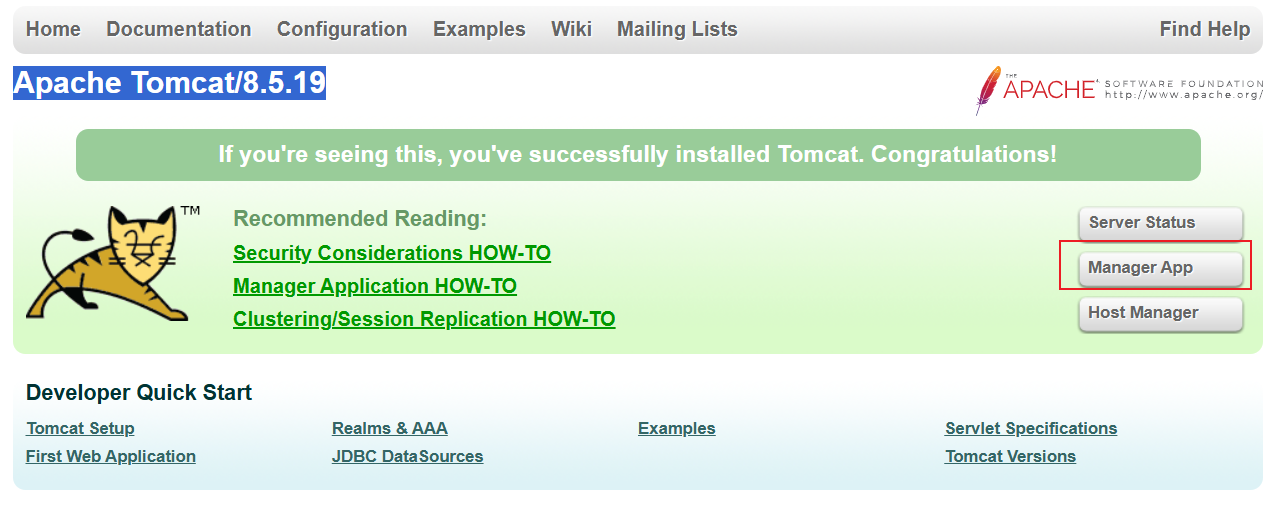 Home Documentation Configuration Examples Wiki Mailing Lists Find Help
Apache Tomcat/8.5.19
THE APACHE® SOFTWARE FOUNDATION
http://www.apache.org/
If you're seeing this, you've successfully installed Tomcat. Congratulations!
TM
Recommended Reading:
Security Considerations HOW-TO
Manager Application HOW-TO
Clustering/Session Replication HOW-TO
Server Status
Manager App
Host Manager
Developer Quick Start
Tomcat Setup
First Web Application
Realms & AAA
JDBC DataSources
Examples
Servlet Specifications
Tomcat Versions